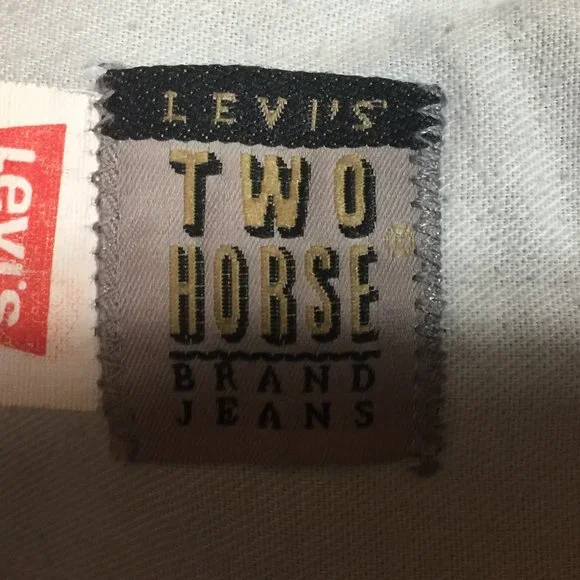 LEVI'S
TWO
HORSE®
BRAND
JEANS
Levi's